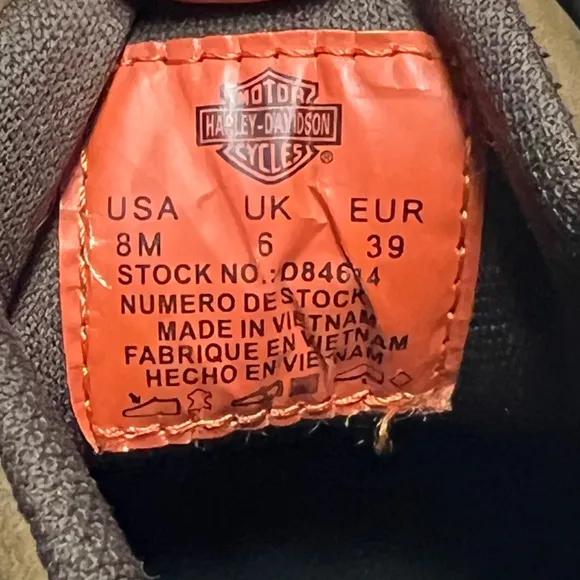 MOTOR
HARLEY-DAVIDSON
CYCLES®
USA UK EUR
8M 6 39
STOCK NO.:
NUMERO DE STOCK
MADE IN VIETNAM
FABRIQUE EN VIETNAM
HECHO EN VIETNAM